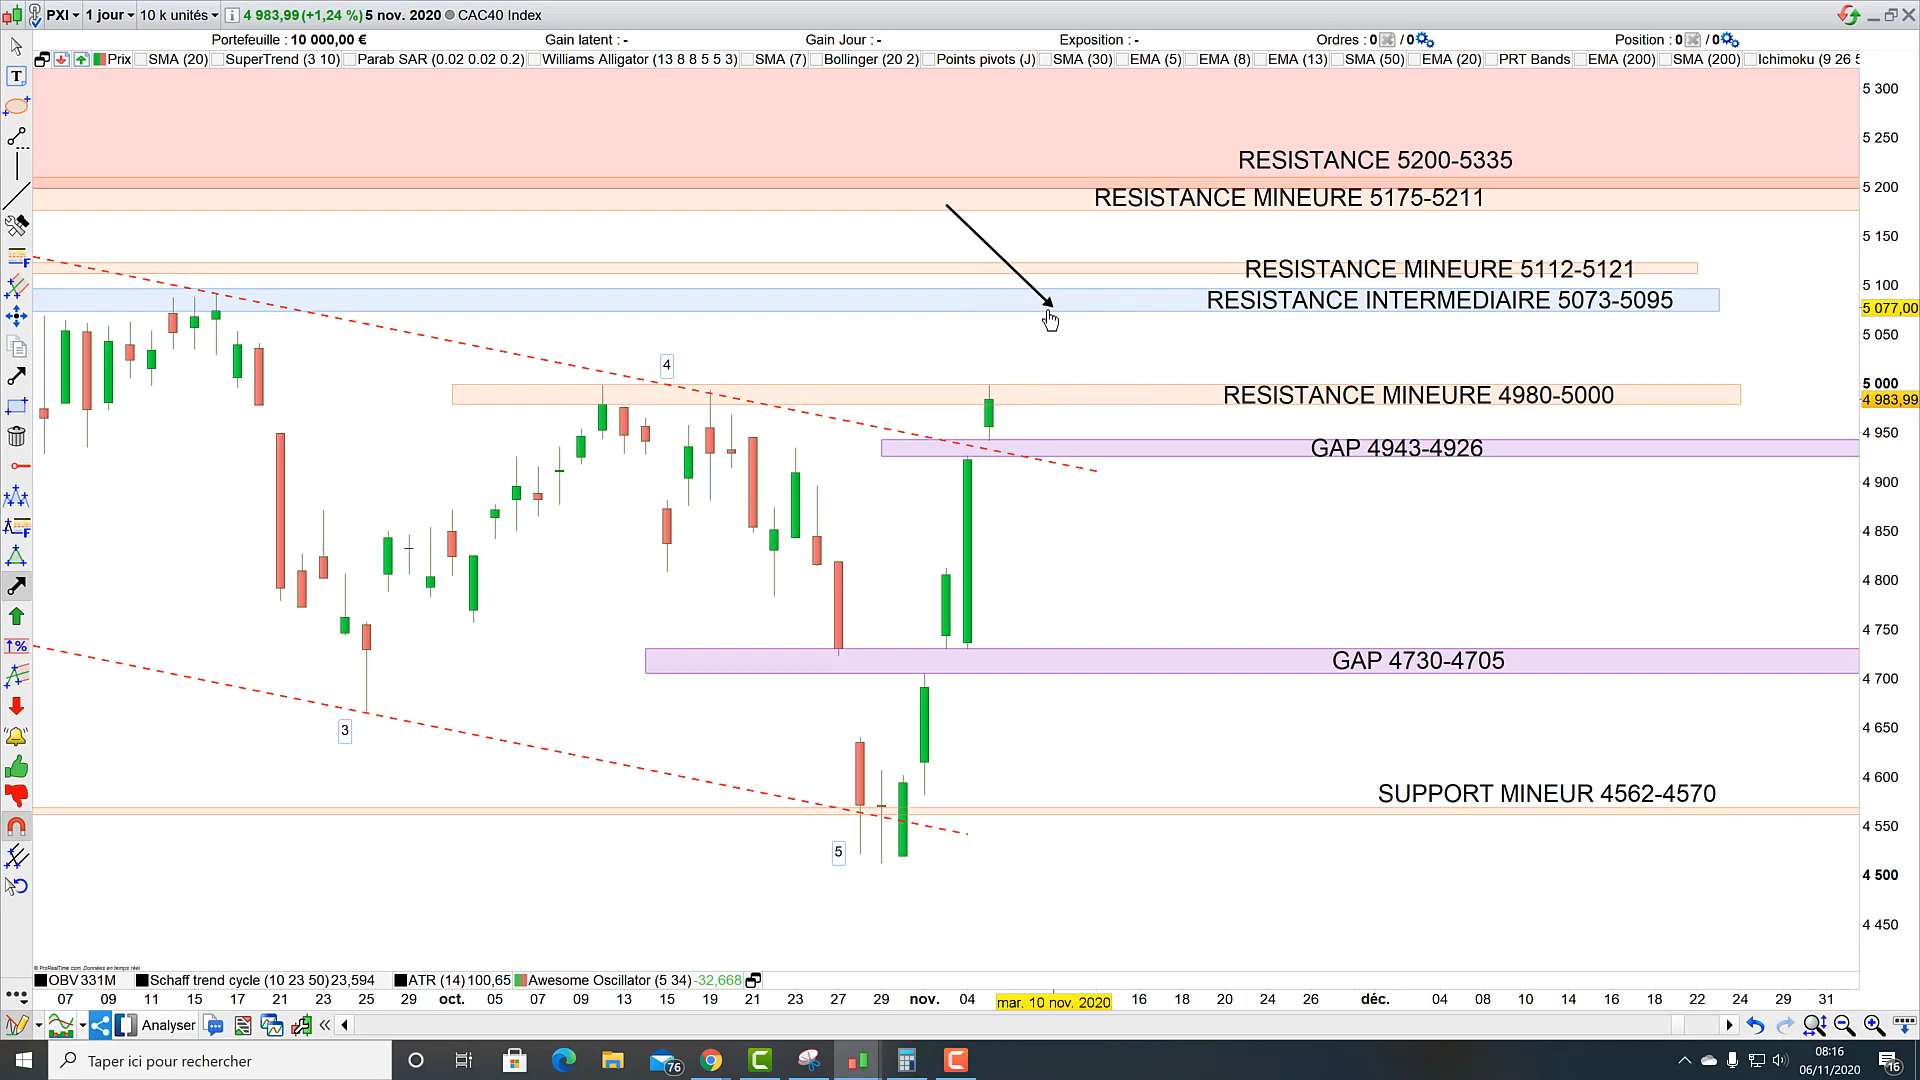 PXI 1 jour 10 k unités 4 983,99 (+1,24 %) 5 nov. 2020 CAC40 Index
Portefeuille : 10 000,00 € Gain latent : - Gain Jour : - Exposition : - Ordres : 0 / 0 Position : 0 / 0
Prix SMA (20) SuperTrend (3 10) Parab SAR (0.02 0.02 0.2) Williams Alligator (13 8 8 5 5 3) SMA (7) Bollinger (20 2) Points pivots (J) SMA (30) EMA (5) EMA (8) EMA (13) SMA (50) EMA (20) PRT Bands EMA (200) SMA (200) Ichimoku (9 26 5
5 300
5 250
RESISTANCE 5200-5335
5 200
RESISTANCE MINEURE 5175-5211
5 150
RESISTANCE MINEURE 5112-5121
5 100
RESISTANCE INTERMEDIAIRE 5073-5095
5 077,00
5 050
4
5 000
RESISTANCE MINEURE 4980-5000
4 983,99
4 950
GAP 4943-4926
4 900
4 850
4 800
4 750
GAP 4730-4705
4 700
3
4 650
4 600
SUPPORT MINEUR 4562-4570
4 550
5
4 500
4 450
© ProRealTime.com Données en temps réel
OBV 331M Schaff trend cycle (10 23 50) 23,594 ATR (14) 100,65 Awesome Oscillator (5 34) -32,668
07 09 11 15 17 21 23 25 29 oct. 05 07 09 13 15 19 21 23 27 29 nov. 04 mar. 10 nov. 2020 16 18 20 24 26 30 déc. 04 08 10 14 16 18 22 24 29 31
Analyser
Taper ici pour rechercher
76
08:16
06/11/2020
16